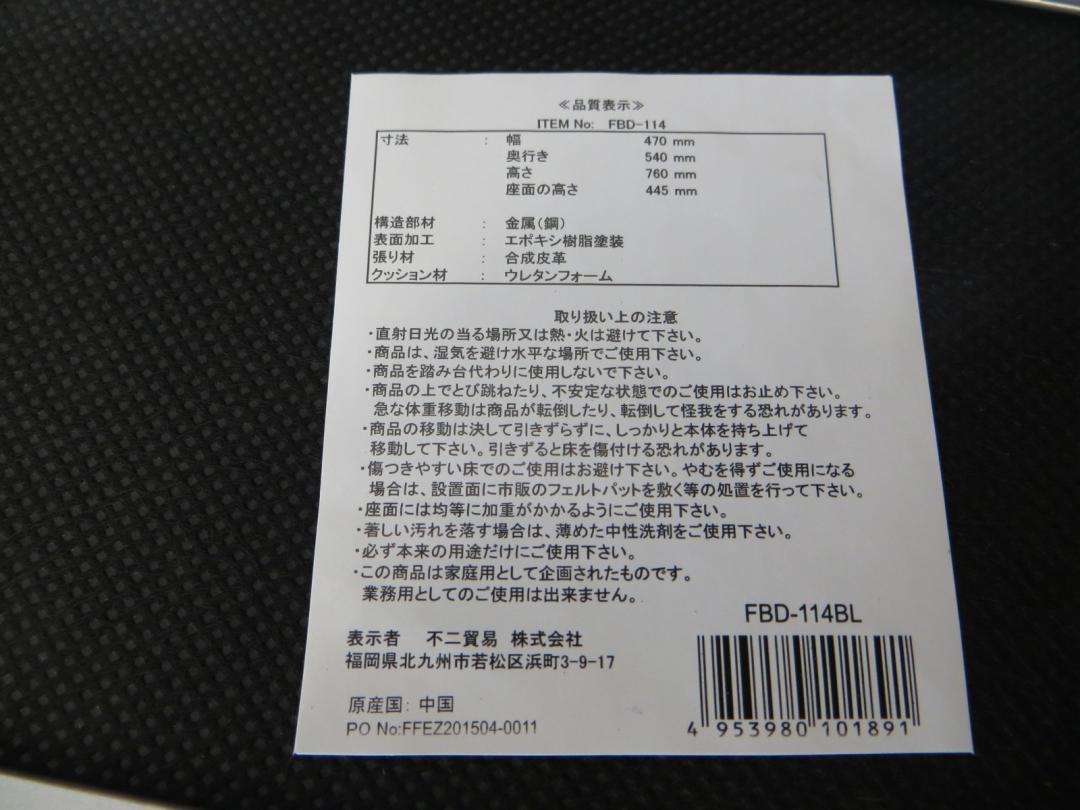 ≪品質表示≫
ITEM No: FBD-114
寸法 : 幅 470 mm
奥行き 540 mm
高さ 760 mm
座面の高さ 445 mm
構造部材 : 金属(鋼)
表面加工 : エポキシ樹脂塗装
張り材 : 合成皮革
クッション材 : ウレタンフォーム
取り扱い上の注意
・直射日光の当る場所又は熱・火は避けて下さい。
・商品は、湿気を避け水平な場所でご使用下さい。
・商品を踏み台代わりに使用しないで下さい。
・商品の上でとび跳ねたり、不安定な状態でのご使用はお止め下さい。
急な体重移動は商品が転倒したり、転倒して怪我をする恐れがあります。
・商品の移動は決して引きずらずに、しっかりと本体を持ち上げて
移動して下さい。引きずると床を傷付ける恐れがあります。
・傷つきやすい床でのご使用はお避け下さい。やむを得ずご使用になる
場合は、設置面に市販のフェルトパットを敷く等の処置を行って下さい。
・座面には均等に加重がかかるようにご使用下さい。
・著しい汚れを落す場合は、薄めた中性洗剤をご使用下さい。
・必ず本来の用途だけにご使用下さい。
・この商品は家庭用として企画されたものです。
業務用としてのご使用は出来ません。
FBD-114BL
表示者 不二貿易 株式会社
福岡県北九州市若松区浜町3-9-17
原産国: 中国
PO No:FFEZ201504-0011
4 953980 101891